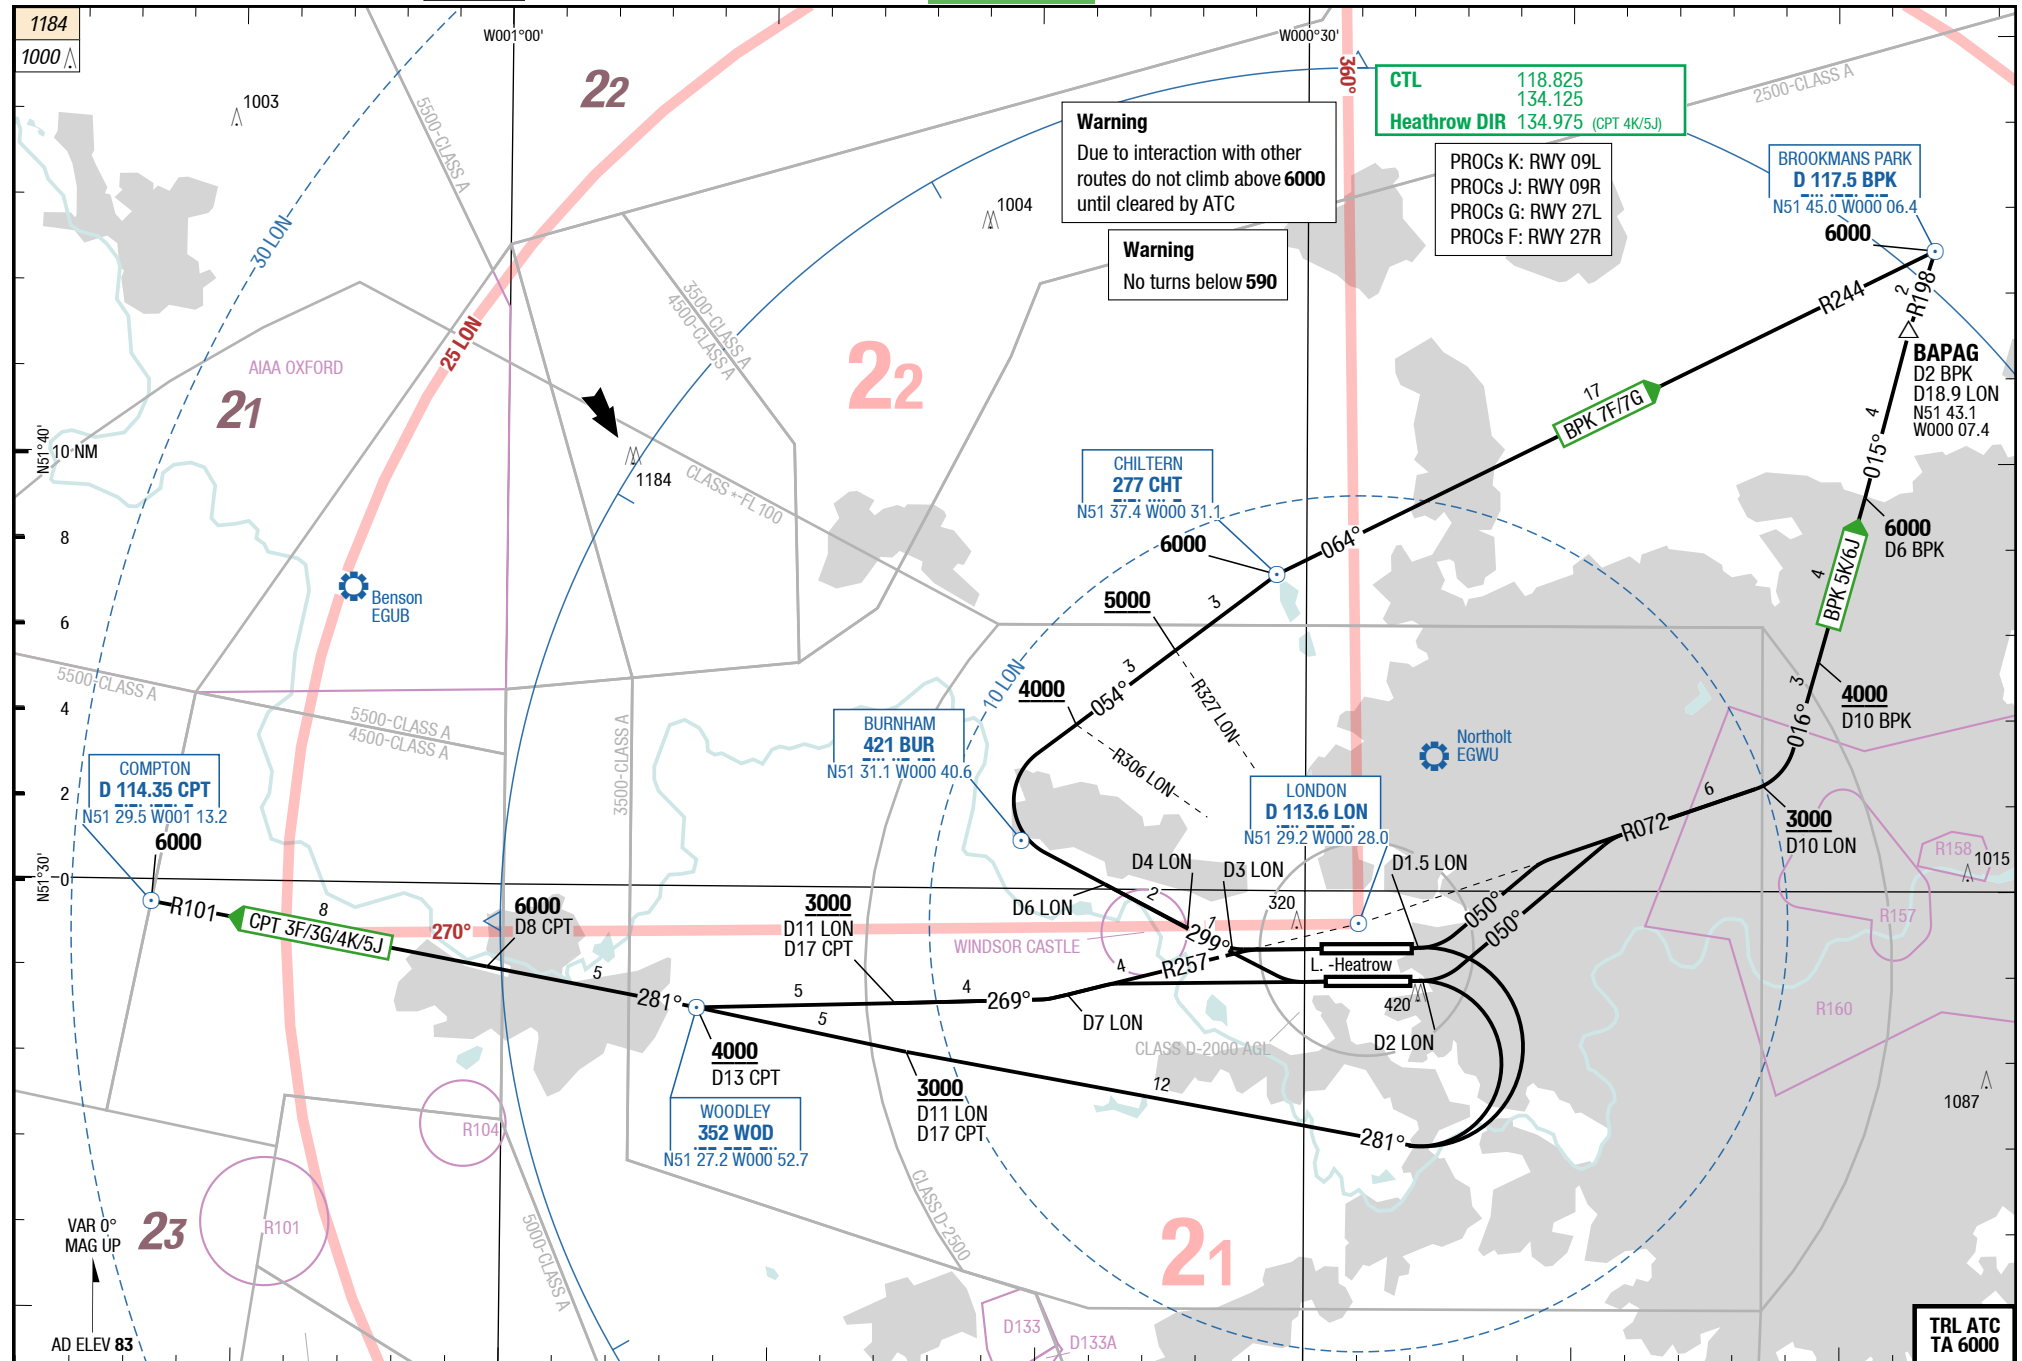 1184
1000
W001°00'
W000°30'
1003
22
5500-CLASS A
30 LON
25 LON
360°
CTL 118.825
134.125
Heathrow DIR 134.975 (CPT 4K/5J)
2500-CLASS A
Warning
Due to interaction with other
routes do not climb above 6000
until cleared by ATC
PROCs K: RWY 09L
PROCs J: RWY 09R
PROCs G: RWY 27L
PROCs F: RWY 27R
BROOKMANS PARK
D 117.5 BPK
N51 45.0 W000 06.4
6000
1004
Warning
No turns below 590
3500-CLASS A
4500-CLASS A
R244
2
R198
BAPAG
D2 BPK
D18.9 LON
N51 43.1
W000 07.4
AIAA OXFORD
21
22
17
BPK 7F/7G
4
015°
N51°40'
10 NM
1184
CLASS *-FL100
CHILTERN
277 CHT
N51 37.4 W000 31.1
6000
064°
6000
D6 BPK
8
Benson
EGUB
4
BPK 5K/6J
5000
3
6
5500-CLASS A
10 LON
3
054°
R327 LON
4000
3
4000
D10 BPK
016°
4
5500-CLASS A
4500-CLASS A
3500-CLASS A
BURNHAM
421 BUR
N51 31.1 W000 40.6
R306 LON
Northolt
EGWU
COMPTON
D 114.35 CPT
N51 29.5 W001 13.2
6000
2
LONDON
D 113.6 LON
N51 29.2 W000 28.0
6
R072
3000
D10 LON
R158
1015
N51°30'
0
D4 LON
D3 LON
D1.5 LON
2
D6 LON
1
320
299°
050°
050°
R157
R101
8
CPT 3F/3G/4K/5J
270°
6000
D8 CPT
3000
D11 LON
D17 CPT
WINDSOR CASTLE
4
R257
L. -Heatrow
5
281°
5
4
269°
D7 LON
420
R160
5
4000
D13 CPT
CLASS D-2000 AGL
D2 LON
3000
D11 LON
D17 CPT
12
281°
1087
WOODLEY
352 WOD
N51 27.2 W000 52.7
R104
R101
23
VAR 0°
MAG UP
5000-CLASS A
CLASS D-2500
21
AD ELEV 83
D133
D133A
TRL ATC
TA 6000